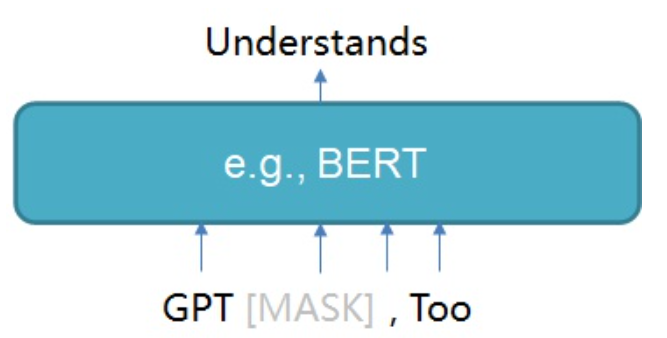 Understands
e.g., BERT
GPT [MASK] , Too